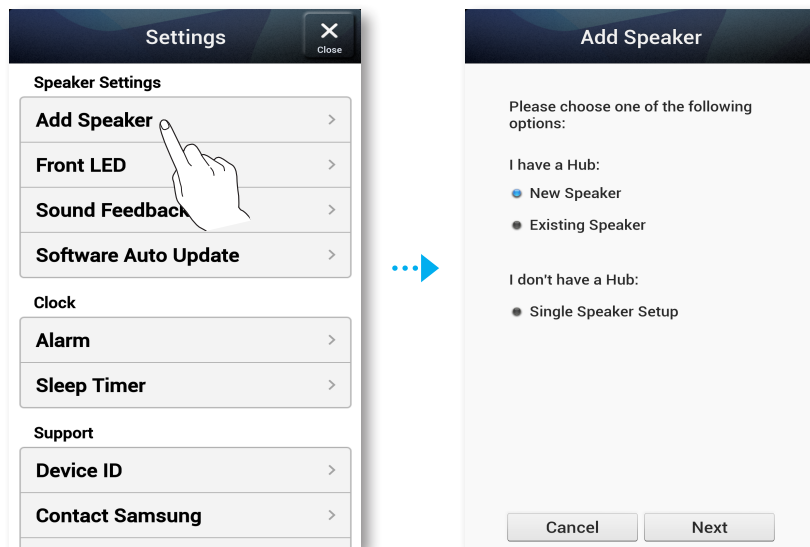 Settings
Close
Speaker Settings
Add Speaker
Front LED
Sound Feedback
Software Auto Update
Clock
Alarm
Sleep Timer
Support
Device ID
Contact Samsung
Add Speaker
Please choose one of the following
options:
I have a Hub:
New Speaker
Existing Speaker
I don't have a Hub:
Single Speaker Setup
Cancel
Next